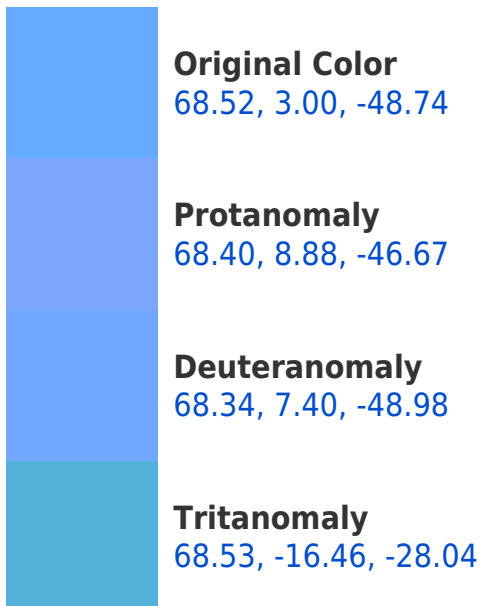 Original Color
68.52, 3.00, -48.74
Protanomaly
68.40, 8.88, -46.67
Deuteranomaly
68.34, 7.40, -48.98
Tritanomaly
68.53, -16.46, -28.04